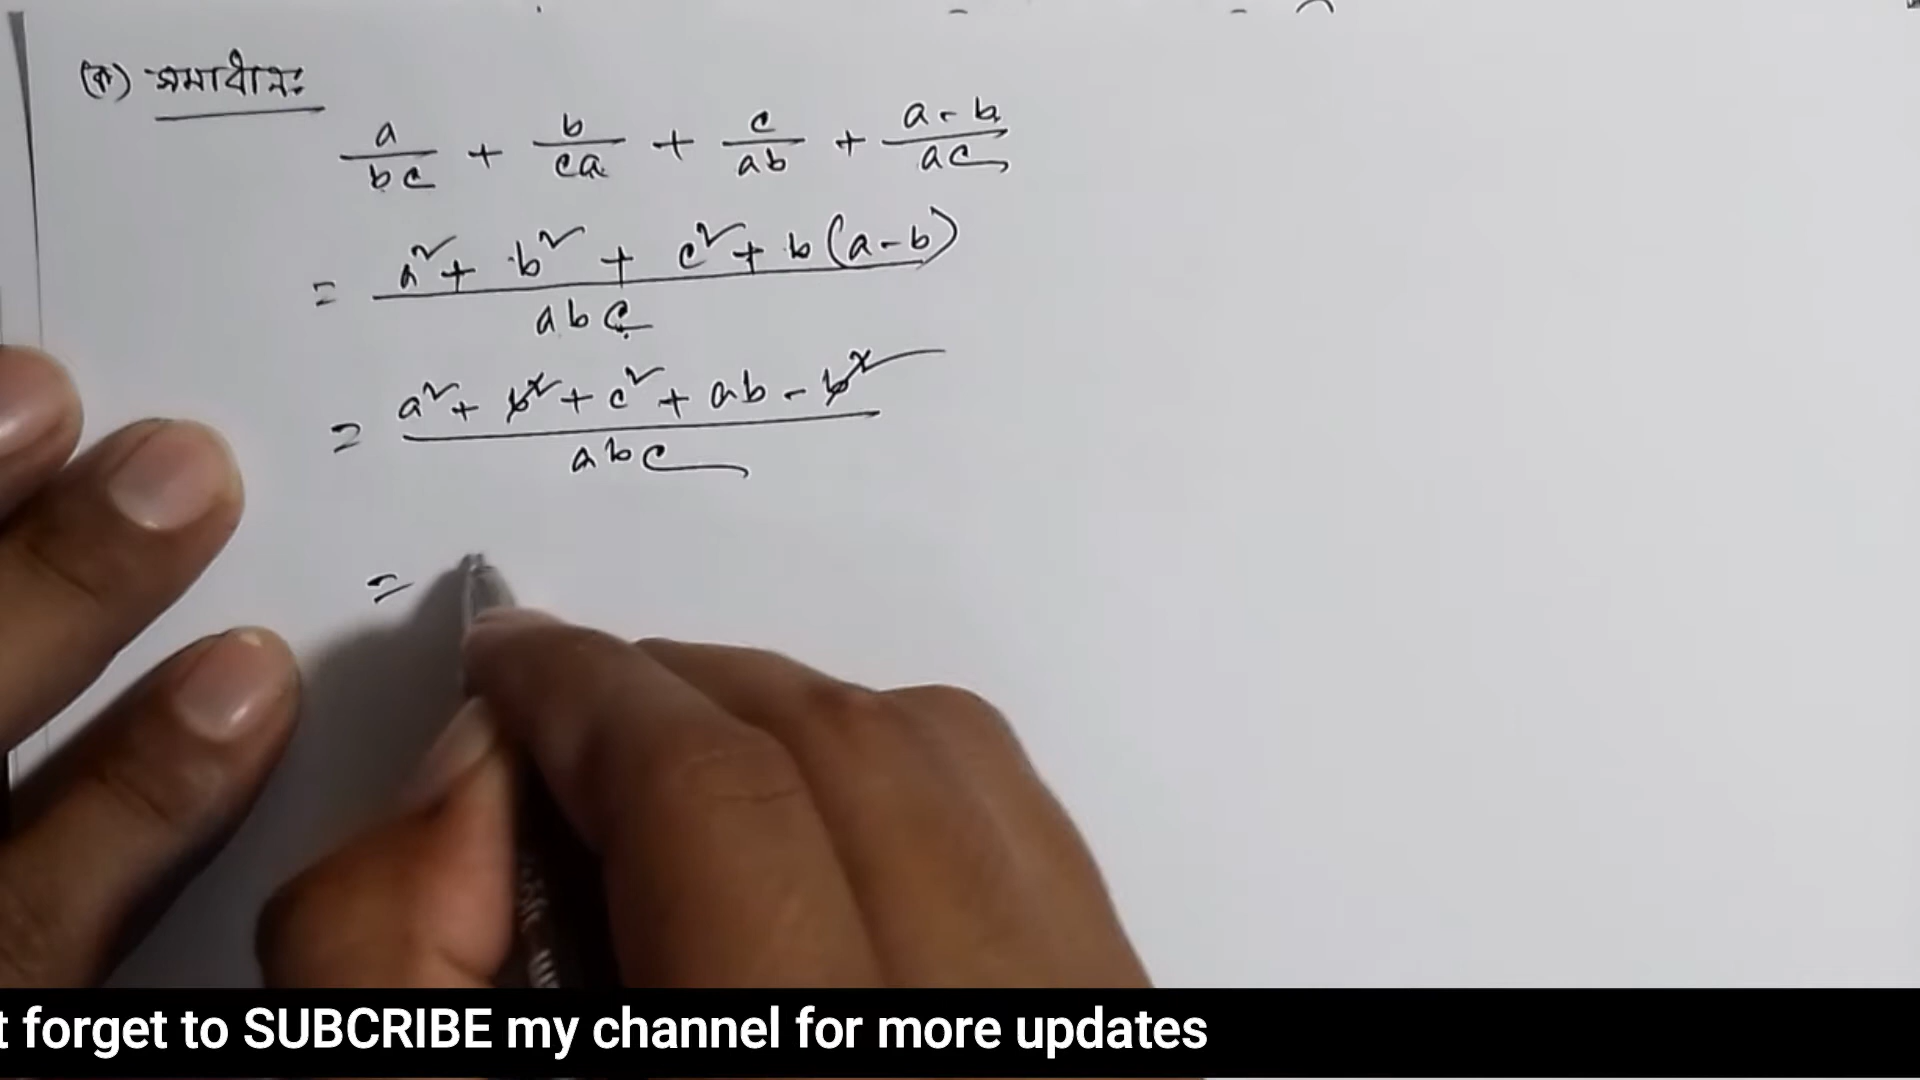 (ক) সমাধানঃ
a/bc + b/ca + c/ab + a-b/ac
= a² + b² + c² + b(a-b) / abc
= a² + b² + c² + ab - b² / abc
=
t forget to SUBCRIBE my channel for more updates